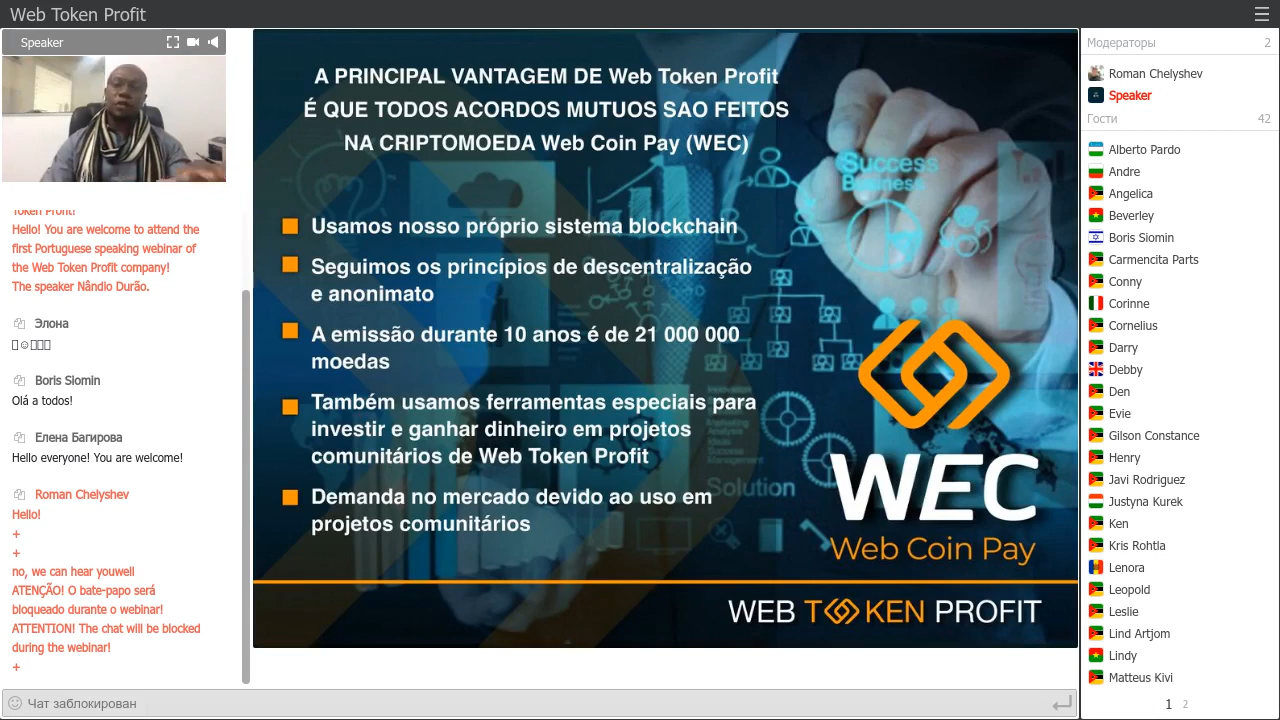 Web Token Profit
Speaker
Token Profit!
Hello! You are welcome to attend the
first Portuguese speaking webinar of
the Web Token Profit company!
The speaker Nândio Durão.
Элона
Boris Siomin
Olá a todos!
Елена Багирова
Hello everyone! You are welcome!
Roman Chelyshev
Hello!
+
+
no, we can hear youwell
ATENÇÃO! O bate-papo será
bloqueado durante o webinar!
ATTENTION! The chat will be blocked
during the webinar!
+
Чат заблокирован
A PRINCIPAL VANTAGEM DE Web Token Profit
É QUE TODOS ACORDOS MUTUOS SAO FEITOS
NA CRIPTOMOEDA Web Coin Pay (WEC)
Usamos nosso próprio sistema blockchain
Seguimos os princípios de descentralização
e anonimato
A emissão durante 10 anos é de 21 000 000
moedas
Também usamos ferramentas especiais para
investir e ganhar dinheiro em projetos
comunitários de Web Token Profit
Demanda no mercado devido ao uso em
projetos comunitários
Success
Business
Solution
WEC
Web Coin Pay
WEB TOKEN PROFIT
Модераторы 2
Roman Chelyshev
Speaker
Гости 42
Alberto Pardo
Andre
Angelica
Beverley
Boris Siomin
Carmencita Parts
Conny
Corinne
Cornelius
Darry
Debby
Den
Evie
Gilson Constance
Henry
Javi Rodriguez
Justyna Kurek
Ken
Kris Rohtla
Lenora
Leopold
Leslie
Lind Artjom
Lindy
Matteus Kivi
1 2